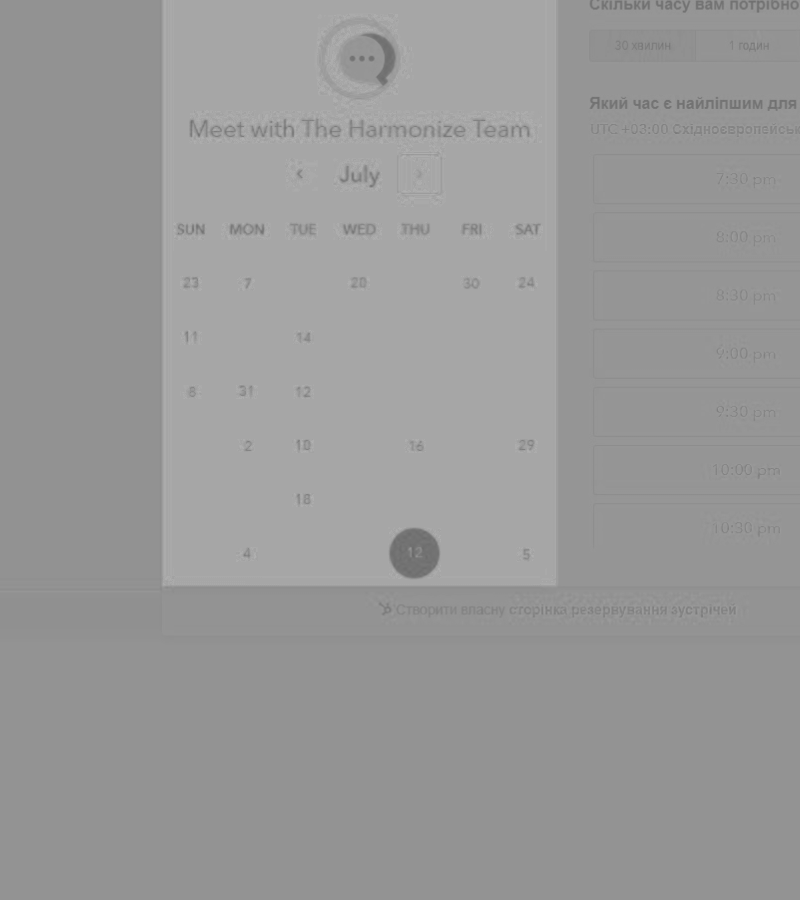 Meet with The Harmonize Team
‹ July ›
SUN MON TUE WED THU FRI SAT
23 7 20 30 24
11 14
8 31 12
2 10 16 29
18
4 12 5
Скільки часу вам потрібно
30 хвилин 1 годин
Який час є найліпшим для
UTC +03:00 Східноєвропейськ
7:30 pm
8:00 pm
8:30 pm
9:00 pm
9:30 pm
10:00 pm
10:30 pm
Створити власну сторінка резервування зустрічей